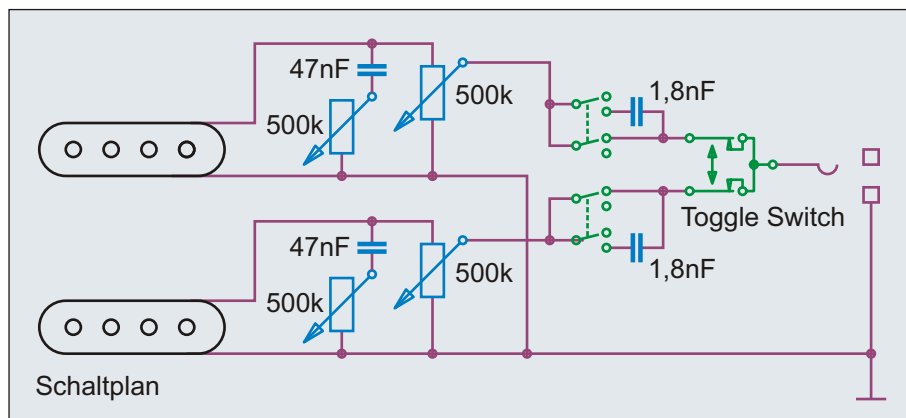 47nF
500k
500k
1,8nF
Toggle Switch
47nF
500k
500k
1,8nF
Schaltplan